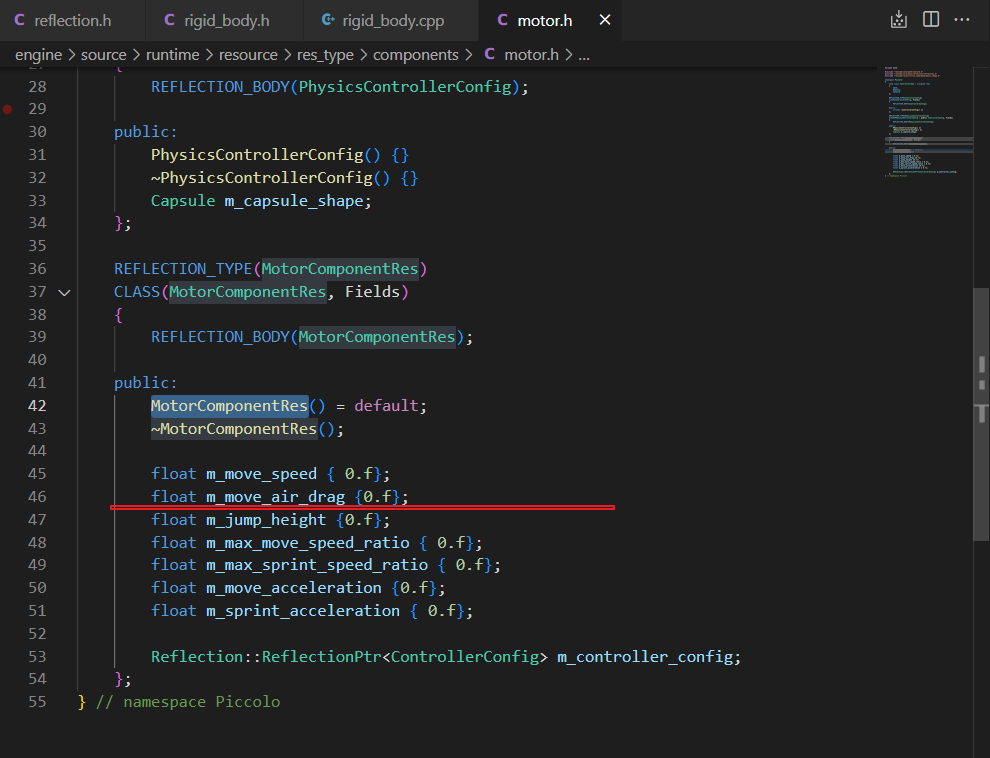 reflection.h rigid_body.h rigid_body.cpp motor.h
engine > source > runtime > resource > res_type > components > motor.h > ...
28 REFLECTION_BODY(PhysicsControllerConfig);
29
30 public:
31 PhysicsControllerConfig() {}
32 ~PhysicsControllerConfig() {}
33 Capsule m_capsule_shape;
34 };
35
36 REFLECTION_TYPE(MotorComponentRes)
37 CLASS(MotorComponentRes, Fields)
38 {
39 REFLECTION_BODY(MotorComponentRes);
40
41 public:
42 MotorComponentRes() = default;
43 ~MotorComponentRes();
44
45 float m_move_speed { 0.f};
46 float m_move_air_drag {0.f};
47 float m_jump_height {0.f};
48 float m_max_move_speed_ratio { 0.f};
49 float m_max_sprint_speed_ratio { 0.f};
50 float m_move_acceleration {0.f};
51 float m_sprint_acceleration { 0.f};
52
53 Reflection::ReflectionPtr<ControllerConfig> m_controller_config;
54 };
55 } // namespace Piccolo